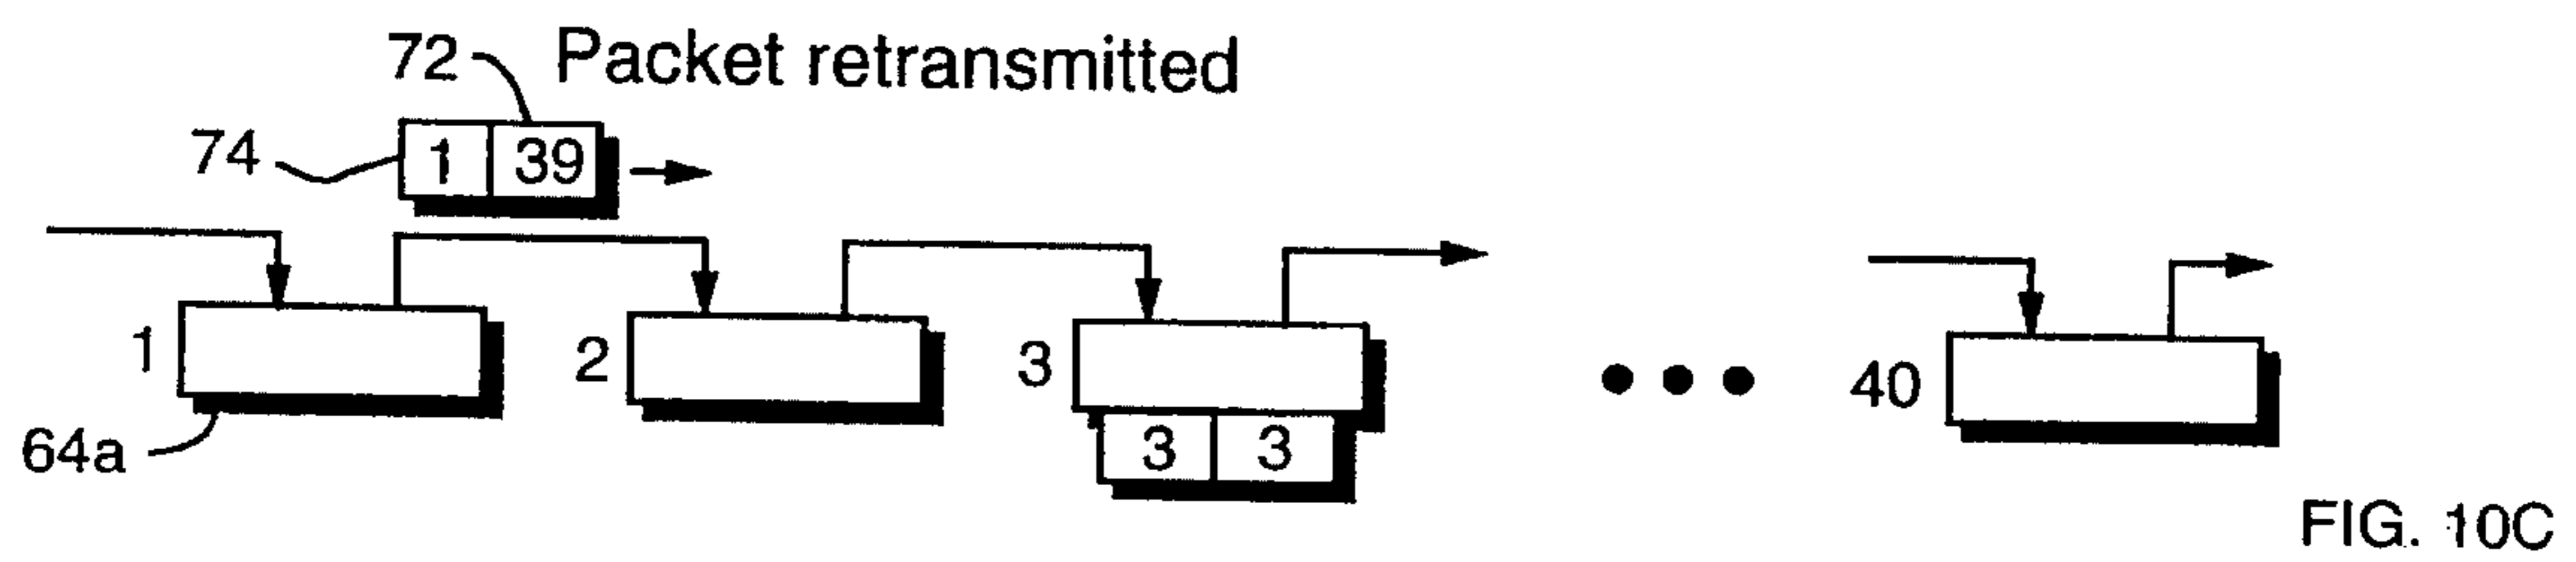 72 Packet retransmitted
74 1 39
1 2 3 40
3 3
64a
FIG. 10C